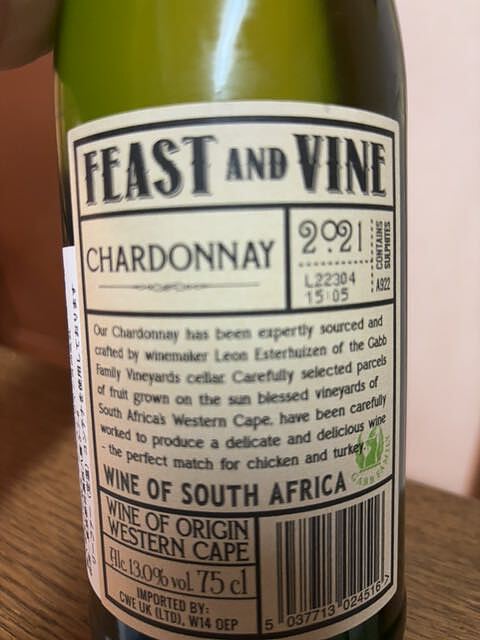 FEAST AND VINE
CHARDONNAY
2021
CONTAINS
SULPHITES
L22304
15:05
A922
Our Chardonnay has been expertly sourced and
crafted by winemaker Leon Esterhuizen of the Gabb
Family Vineyards cellar. Carefully selected parcels
of fruit grown on the sun blessed vineyards of
South Africa's Western Cape, have been carefully
worked to produce a delicate and delicious wine
- the perfect match for chicken and turkey.
WINE OF SOUTH AFRICA
WINE OF ORIGIN
WESTERN CAPE
Alc.13.0% vol. 75 cl
IMPORTED BY:
CWE UK (LTD), W14 0EP
5 037713 024516 >